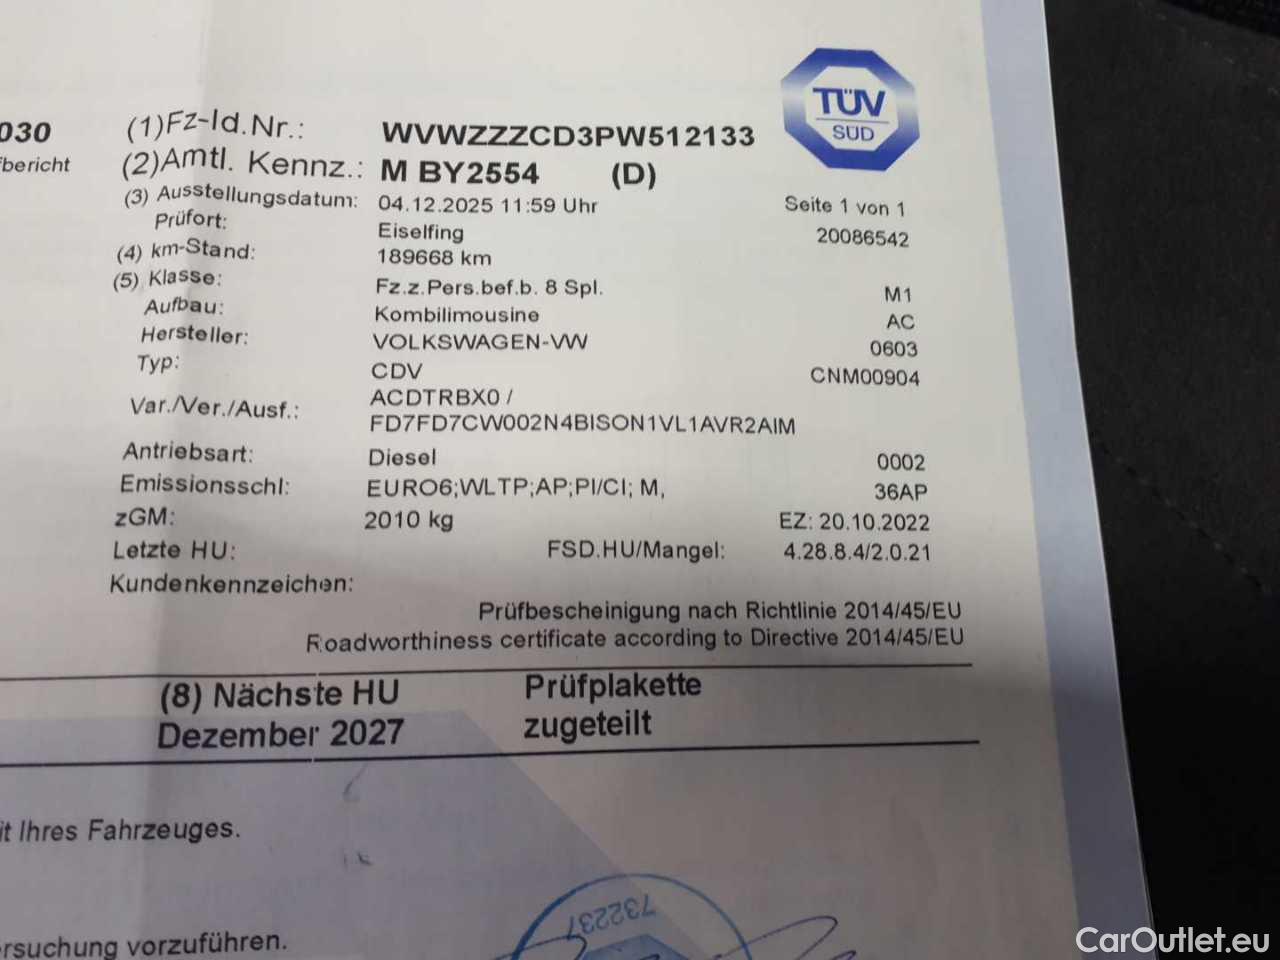 TÜV
SÜD
030
(1)Fz-Id.Nr.: WVWZZZCD3PW512133
bericht
(2)Amtl. Kennz.: M BY2554 (D)
(3) Ausstellungsdatum: 04.12.2025 11:59 Uhr Seite 1 von 1
Prüfort: Eiselfing 20086542
(4) km-Stand: 189668 km
(5) Klasse: Fz.z.Pers.bef.b. 8 Spl. M1
Aufbau: Kombilimousine AC
Hersteller: VOLKSWAGEN-VW 0603
Typ: CDV CNM00904
Var./Ver./Ausf.: ACDTRBX0 /
FD7FD7CW002N4BISON1VL1AVR2AIM
Antriebsart: Diesel 0002
Emissionsschl: EURO6;WLTP;AP;PI/CI; M, 36AP
zGM: 2010 kg EZ: 20.10.2022
Letzte HU: FSD.HU/Mangel: 4.28.8.4/2.0.21
Kundenkennzeichen:
Prüfbescheinigung nach Richtlinie 2014/45/EU
Roadworthiness certificate according to Directive 2014/45/EU
(8) Nächste HU Prüfplakette
Dezember 2027 zugeteilt
it Ihres Fahrzeuges.
732237
ersuchung vorzuführen.
CarOutlet.eu